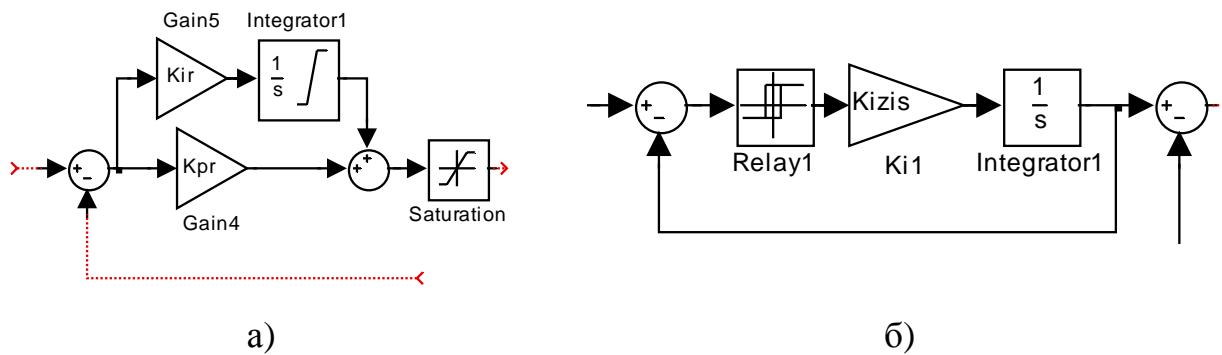 Gain5
Integrator1
Kir
1
s
Kpr
Gain4
Saturation
Relay1
Kizis
Ki1
1
s
Integrator1
а)
б)